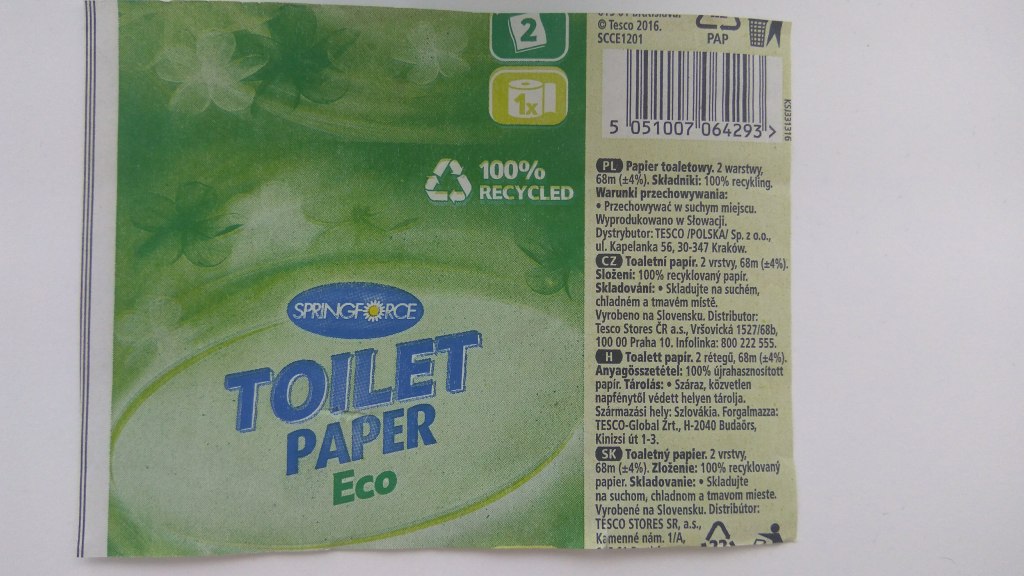 2
1x
100%
RECYCLED
SPRINGFORCE
TOILET
PAPER
Eco
© Tesco 2016.
SCCE1201
PAP
5 051007 064293 >
KSJ331316
PL Papier toaletowy. 2 warstwy,
68m (±4%). Składniki: 100% recykling.
Warunki przechowywania:
• Przechowywać w suchym miejscu.
Wyprodukowano w Słowacji.
Dystrybutor: TESCO /POLSKA/ Sp. z o.o.,
ul. Kapelanka 56, 30-347 Kraków.
CZ Toaletní papír. 2 vrstvy, 68m (±4%).
Složení: 100% recyklovaný papír.
Skladování: • Skladujte na suchém,
chladném a tmavém místě.
Vyrobeno na Slovensku. Distributor:
Tesco Stores ČR a.s., Vršovická 1527/68b,
100 00 Praha 10. Infolinka: 800 222 555.
H Toalett papír. 2 rétegű, 68m (±4%).
Anyagösszetétel: 100% újrahasznosított
papír. Tárolás: • Száraz, közvetlen
napfénytől védett helyen tárolja.
Származási hely: Szlovákia. Forgalmazza:
TESCO-Global Zrt., H-2040 Budaörs,
Kinizsi út 1-3.
SK Toaletný papier. 2 vrstvy,
68m (±4%). Zloženie: 100% recyklovaný
papier. Skladovanie: • Skladujte
na suchom, chladnom a tmavom mieste.
Vyrobené na Slovensku. Distribútor:
TESCO STORES SR, a.s.,
Kamenné nám. 1/A,